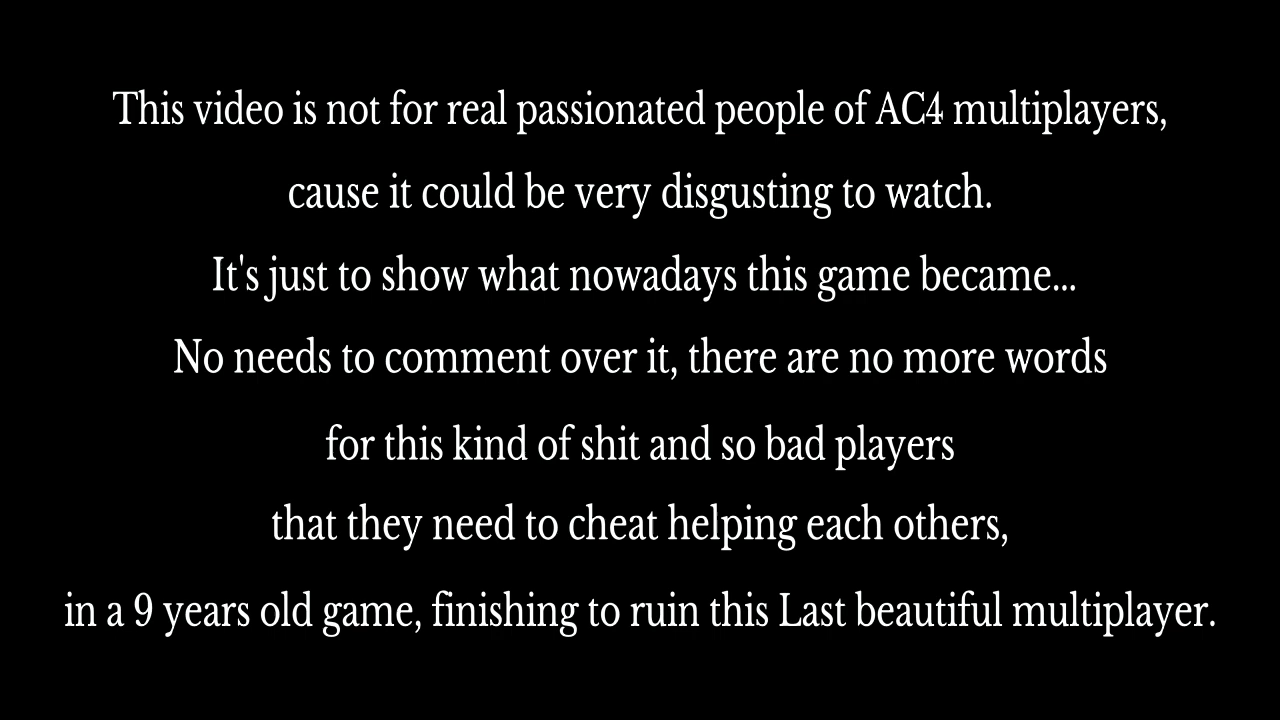 This video is not for real passionated people of AC4 multiplayers,
cause it could be very disgusting to watch.
It's just to show what nowadays this game became...
No needs to comment over it, there are no more words
for this kind of shit and so bad players
that they need to cheat helping each others,
in a 9 years old game, finishing to ruin this Last beautiful multiplayer.